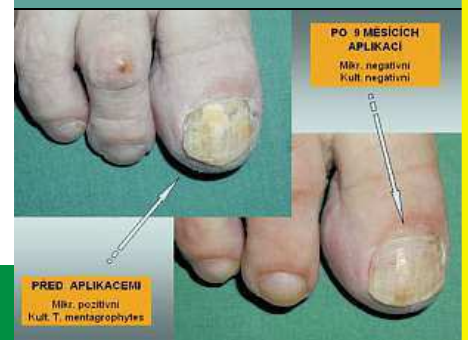 PO 9 MĚSÍCÍCH
APLIKACÍ
Mikr. negativní
Kult. negativní
PŘED APLIKACEMI
Mikr. pozitivní
Kult. T. mentagrophytes